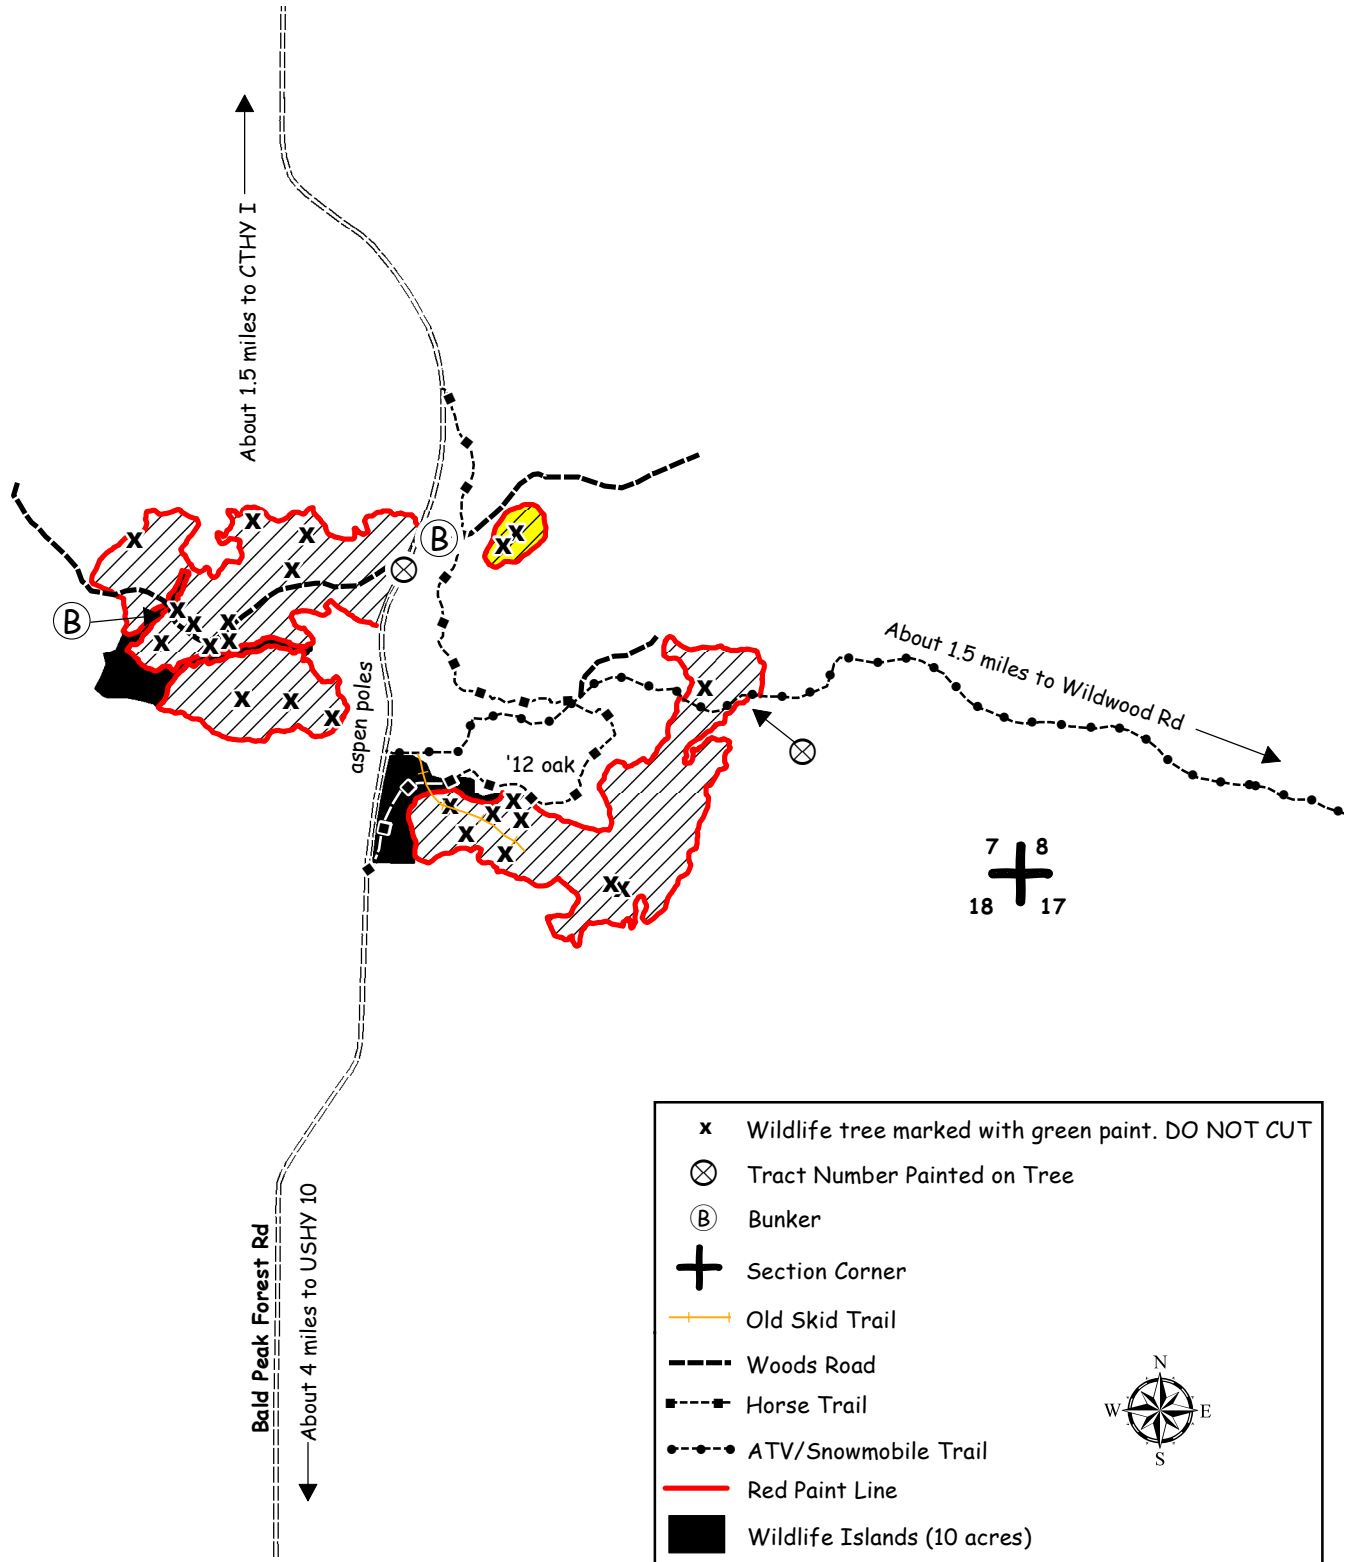 About 1.5 miles to CTHY I
B
B
aspen poles
'12 oak
About 1.5 miles to Wildwood Rd
7 8
18 17
x x x x x x x x x x x x x x x x x x x x x x x x
Bald Peak Forest Rd
About 4 miles to USHY 10
x Wildlife tree marked with green paint. DO NOT CUT
Tract Number Painted on Tree
B Bunker
Section Corner
Old Skid Trail
Woods Road
Horse Trail
ATV/Snowmobile Trail
Red Paint Line
Wildlife Islands (10 acres)
N
W E
S